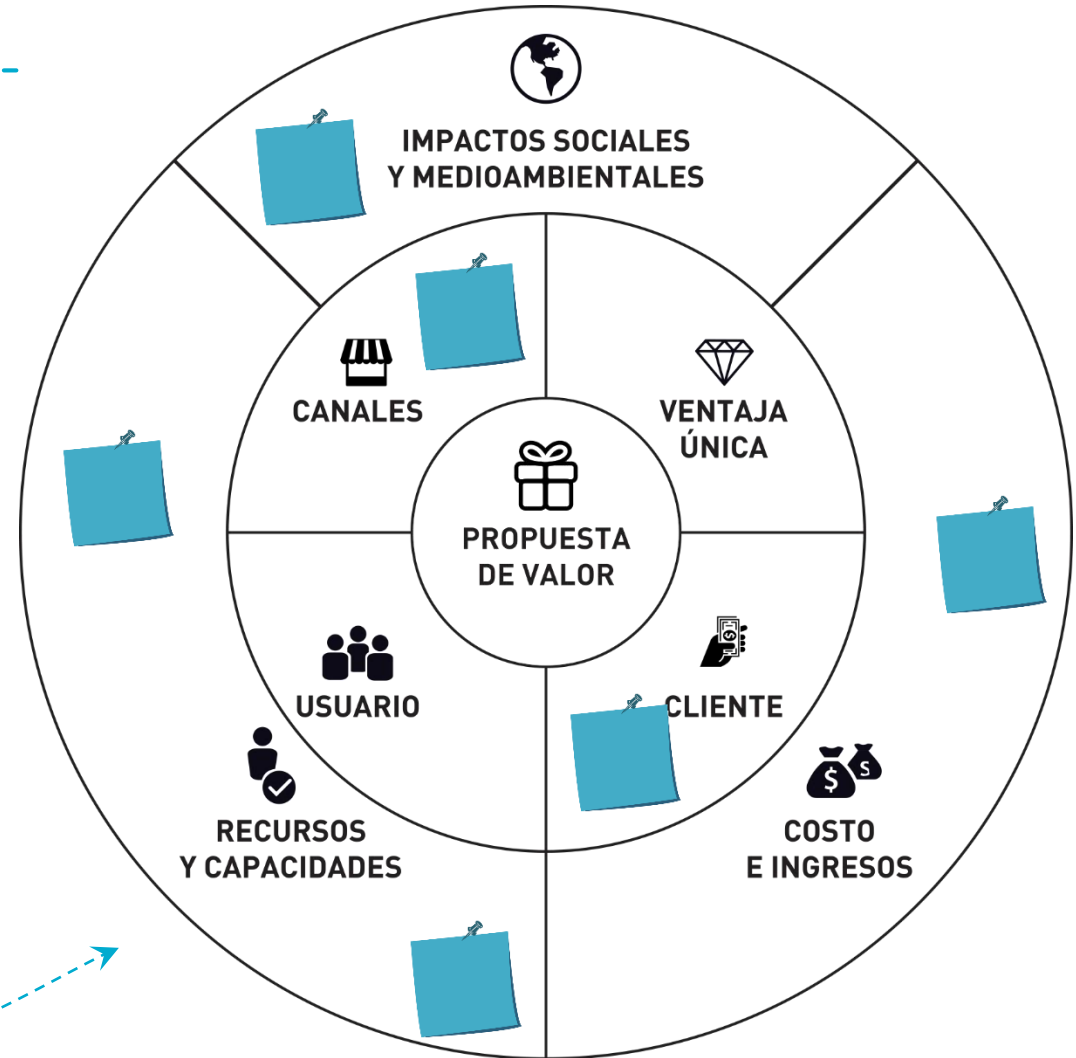 IMPACTOS SOCIALES
Y MEDIOAMBIENTALES
CANALES
VENTAJA
ÚNICA
PROPUESTA
DE VALOR
USUARIO
CLIENTE
RECURSOS
Y CAPACIDADES
COSTO
E INGRESOS